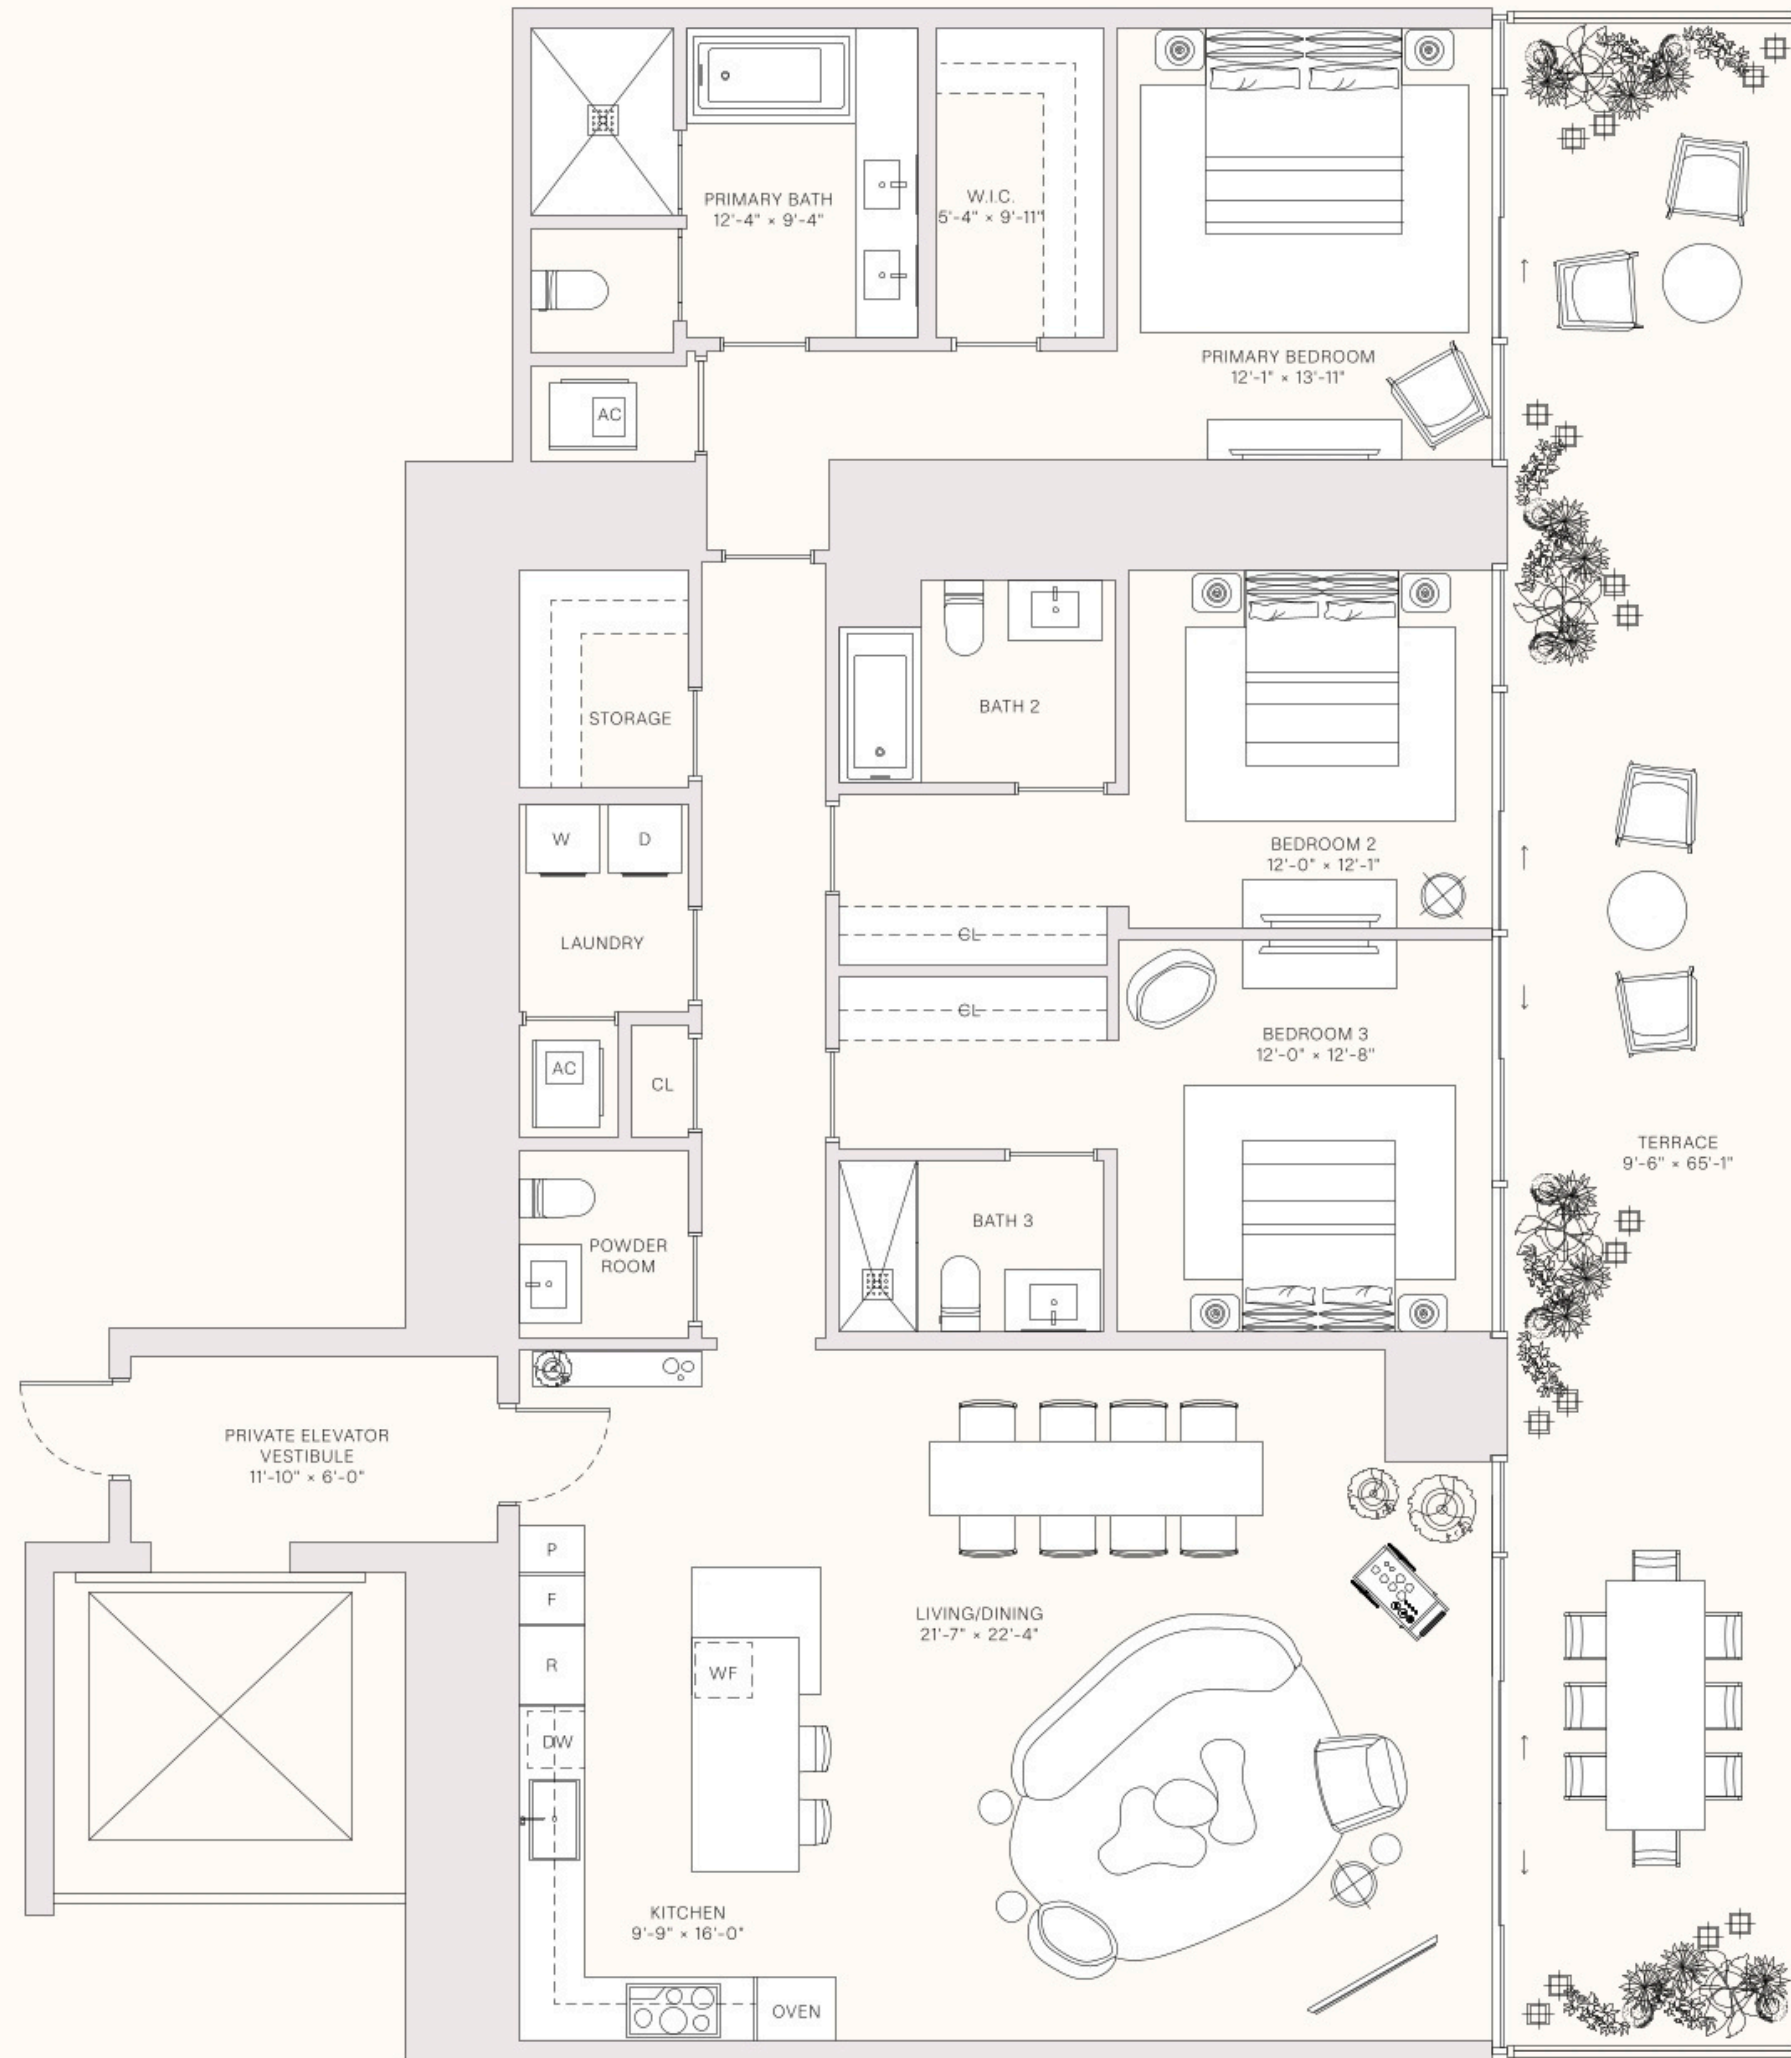 PRIMARY BATH
12'-4" × 9'-4"
W.I.C.
5'-4" × 9'-11"
PRIMARY BEDROOM
12'-1" × 13'-11"
AC
STORAGE
BATH 2
W
D
BEDROOM 2
12'-0" × 12'-1"
LAUNDRY
CL
CL
BEDROOM 3
12'-0" × 12'-8"
AC
CL
TERRACE
9'-6" × 65'-1"
BATH 3
POWDER
ROOM
PRIVATE ELEVATOR
VESTIBULE
11'-10" × 6'-0"
P
F
R
DW
WF
LIVING/DINING
21'-7" × 22'-4"
KITCHEN
9'-9" × 16'-0"
OVEN